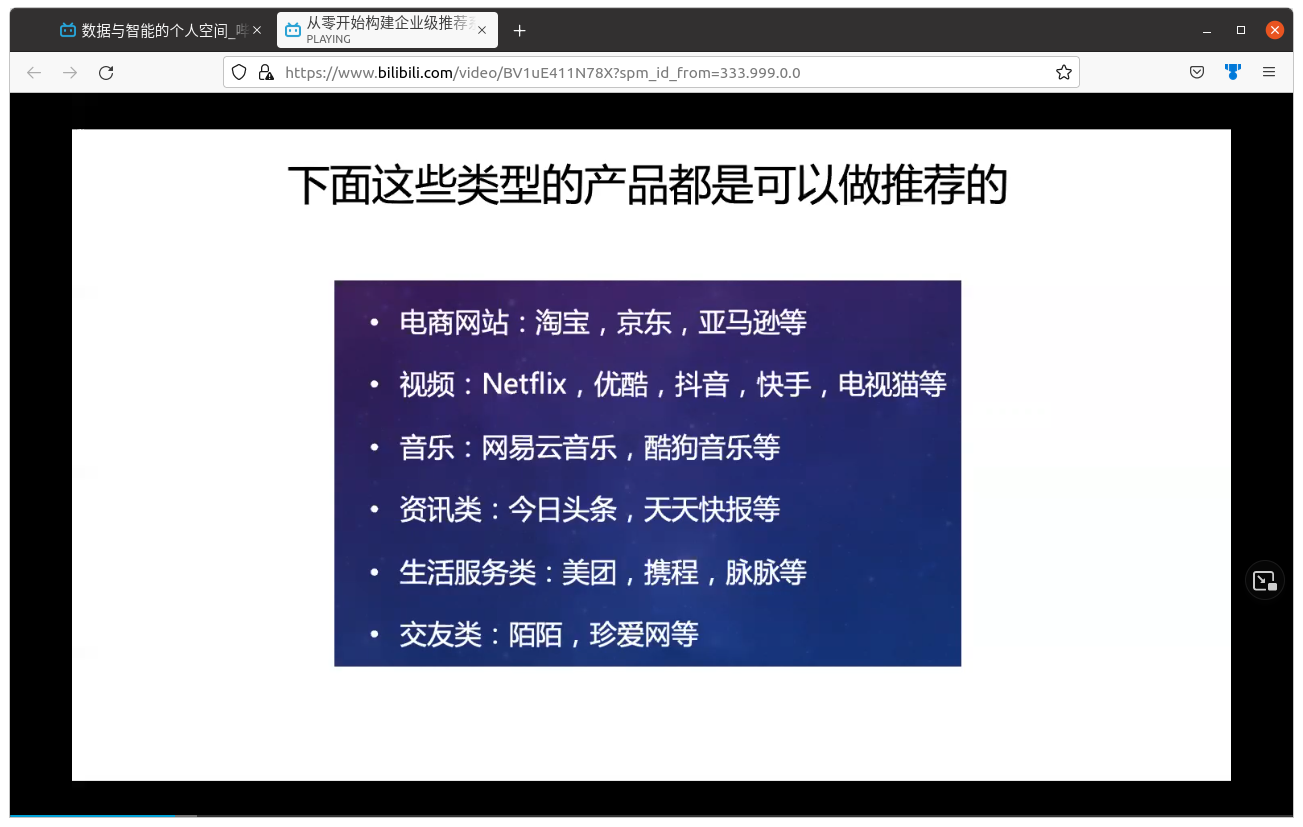 数据与智能的个人空间_哔
从零开始构建企业级推荐系
PLAYING
https://www.bilibili.com/video/BV1uE411N78X?spm_id_from=333.999.0.0
下面这些类型的产品都是可以做推荐的
• 电商网站：淘宝，京东，亚马逊等
• 视频：Netflix，优酷，抖音，快手，电视猫等
• 音乐：网易云音乐，酷狗音乐等
• 资讯类：今日头条，天天快报等
• 生活服务类：美团，携程，脉脉等
• 交友类：陌陌，珍爱网等